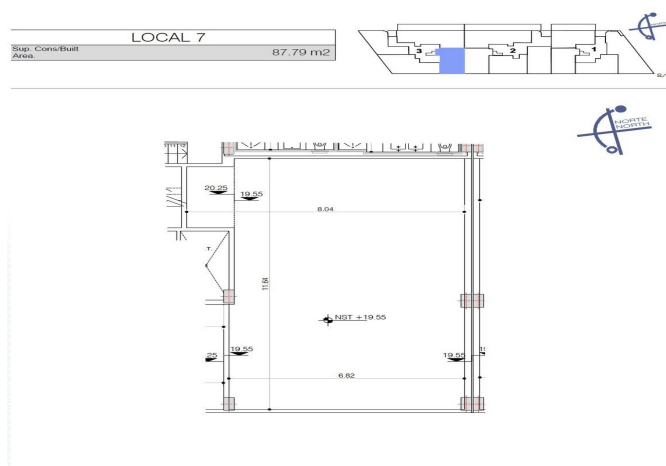 LOCAL 7
Sup. Cons/Built
Area.
87.79 m2
3
2
1
NORTE
NORTH
20.25
19.55
8.04
T.
11.64
NST +19.55
19.55
25
19.55
6.82